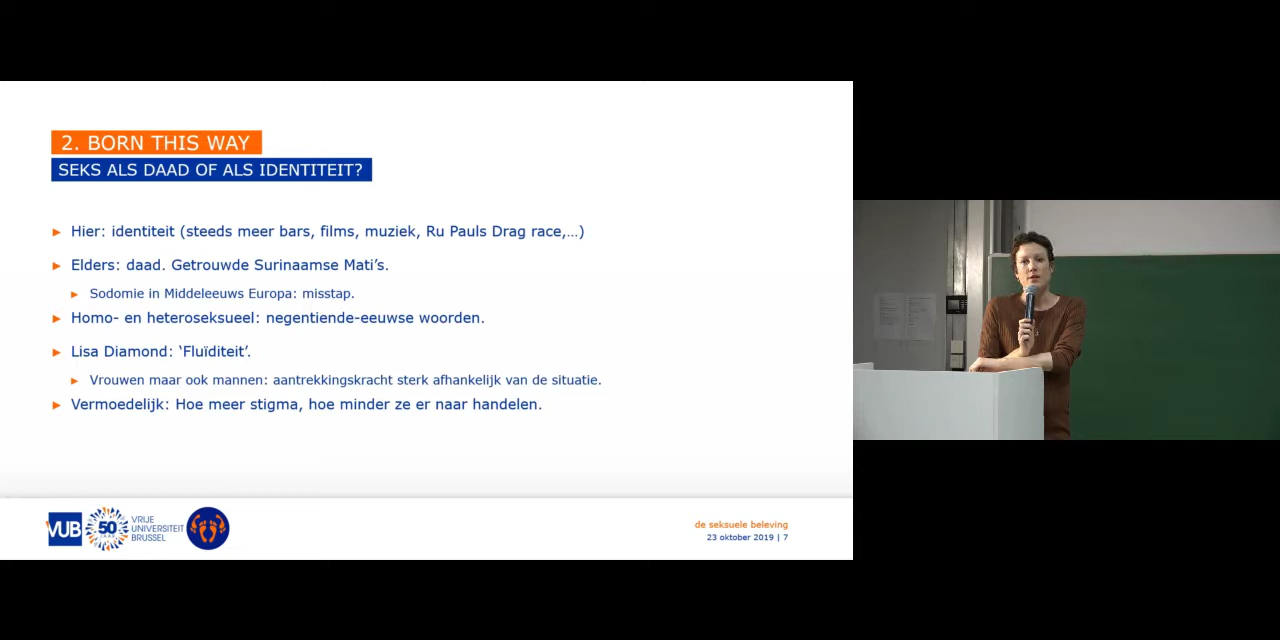 2. BORN THIS WAY
SEKS ALS DAAD OF ALS IDENTITEIT?
Hier: identiteit (steeds meer bars, films, muziek, Ru Pauls Drag race,...)
Elders: daad. Getrouwde Surinaamse Mati's.
Sodomie in Middeleeuws Europa: misstap.
Homo- en heteroseksueel: negentiende-eeuwse woorden.
Lisa Diamond: ‘Fluïditeit’.
Vrouwen maar ook mannen: aantrekkingskracht sterk afhankelijk van de situatie.
Vermoedelijk: Hoe meer stigma, hoe minder ze er naar handelen.
VUB
50
JAAR
VRIJE
UNIVERSITEIT
BRUSSEL
de seksuele beleving
23 oktober 2019 | 7